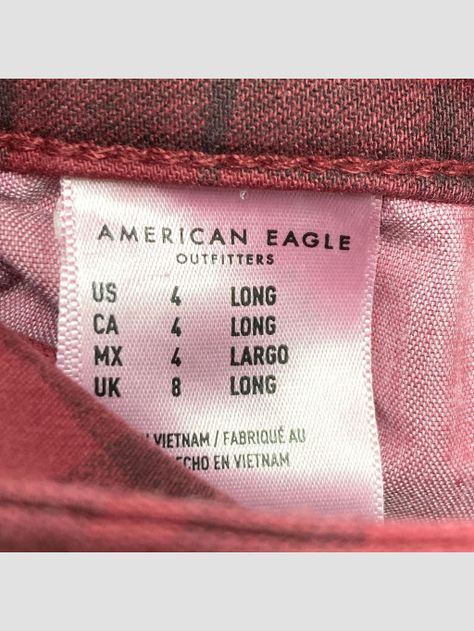 AMERICAN EAGLE
OUTFITTERS
US 4 LONG
CA 4 LONG
MX 4 LARGO
UK 8 LONG
VIETNAM / FABRIQUÉ AU
EN VIETNAM